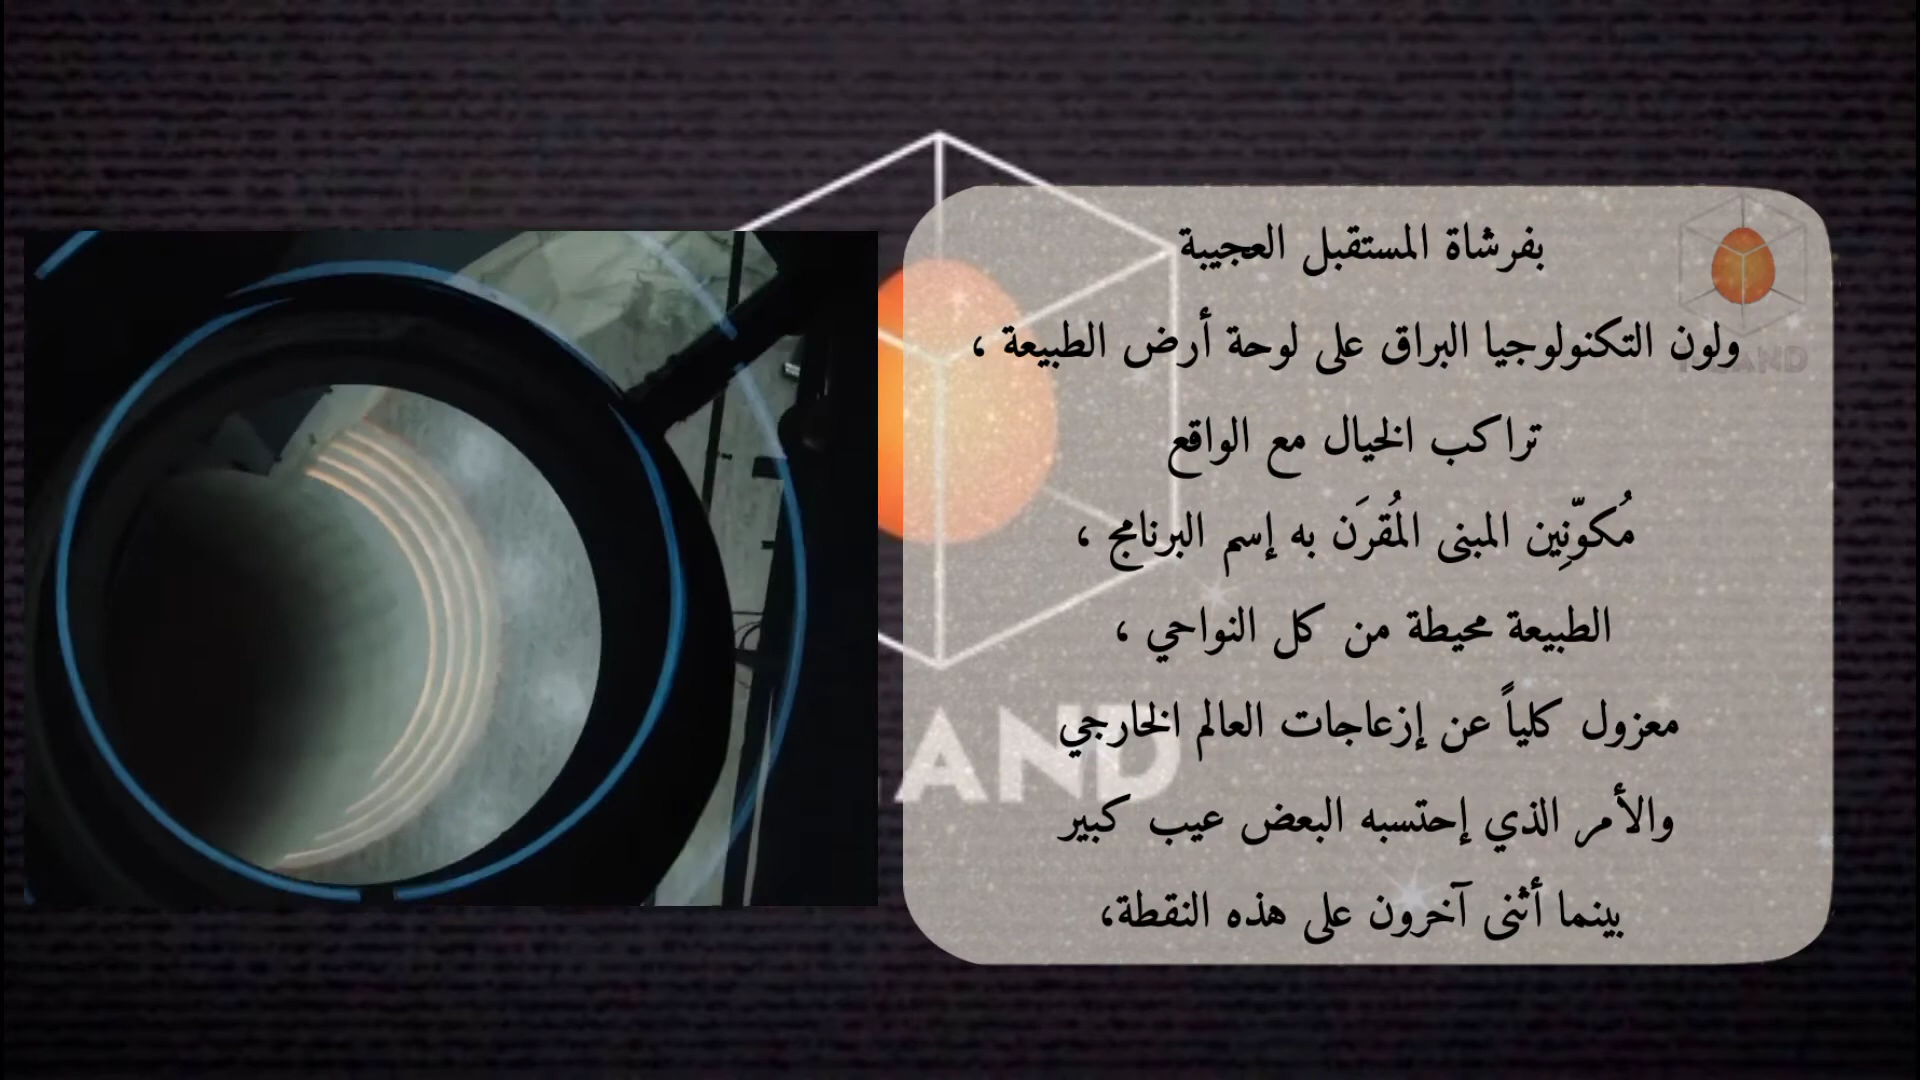 بفرشاة المستقبل العجيبة
ولون التكنولوجيا البراق على لوحة أرض الطبيعة ،
تراكب الخيال مع الواقع
مُكوّنِين المبنى المُقرَن به إسم البرنامج ،
الطبيعة محيطة من كل النواحي ،
معزول كلياً عن إزعاجات العالم الخارجي
والأمر الذي إحتسبه البعض عيب كبير
بينما أثنى آخرون على هذه النقطة،
AND
AND